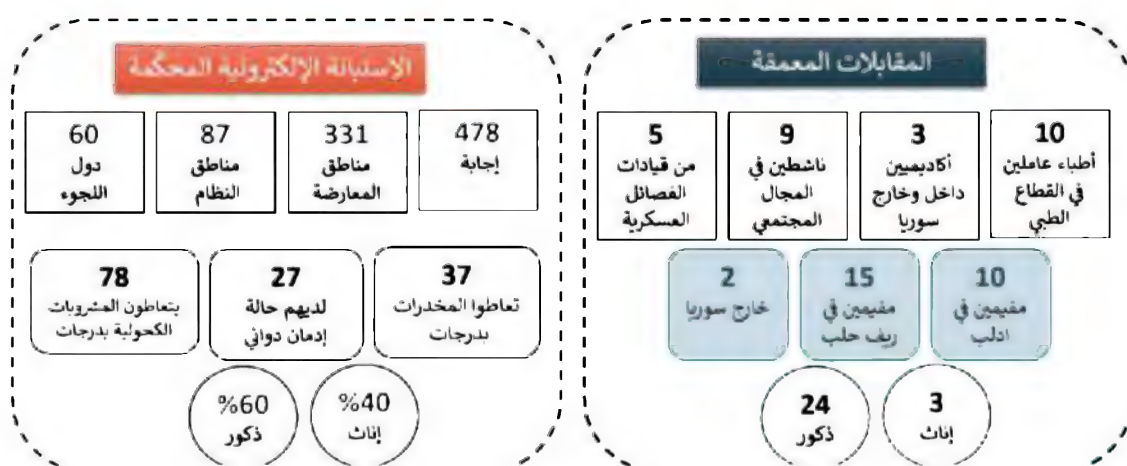 المقابلات المعمقة
10
أطباء عاملين
في القطاع
الطبي
3
أكاديميين
داخل وخارج
سوريا
9
ناشطين في
المجال
المجتمعي
5
من قيادات
الفصائل
العسكرية
10
مقيمين في
ادلب
15
مقيمين في
ريف حلب
2
خارج سوريا
3
إناث
24
ذكور
الاستبانة الإلكترونية المحكّمة
478
إجابة
331
مناطق
المعارضة
87
مناطق
النظام
60
دول
اللجوء
37
تعاطوا المخدرات
بدرجات
27
لديهم حالة
إدمان دوائي
78
يتعاطون المشروبات
الكحولية بدرجات
%40
إناث
%60
ذكور